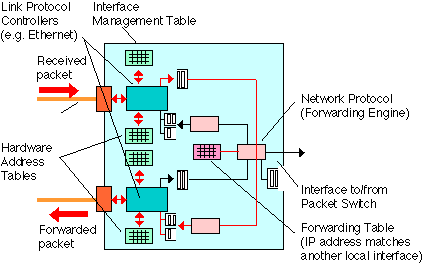 Link Protocol
Controllers
(e.g. Ethernet)
Interface
Management Table
Received
packet
Network Protocol
(Forwarding Engine)
Hardware
Address
Tables
Interface to/from
Packet Switch
Forwarded
packet
Forwarding Table
(IP address matches
another local interface)